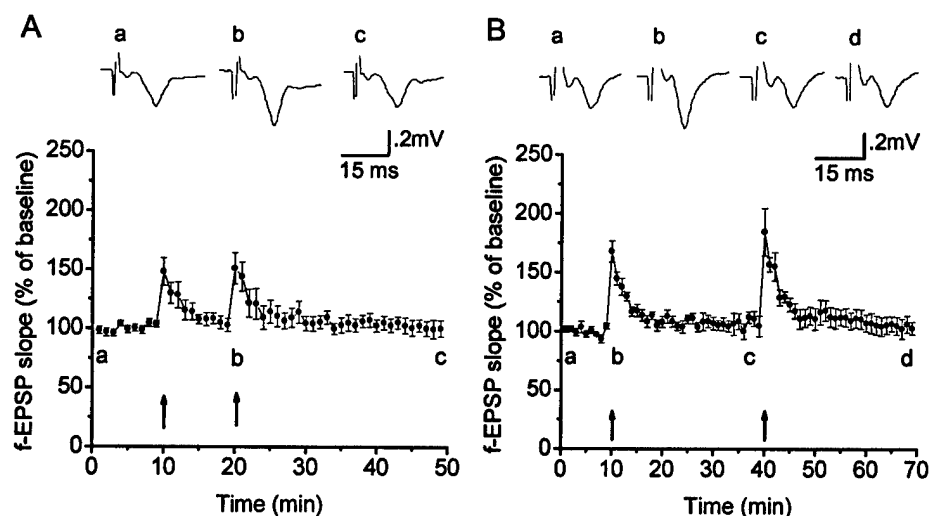 A
a b c
.2mV
15 ms
f-EPSP slope (% of baseline)
250
200
150
100
50
0
a b c
0 10 20 30 40 50
Time (min)
B
a b c d
.2mV
15 ms
f-EPSP slope (% of baseline)
250
200
150
100
50
0
a b c d
0 10 20 30 40 50 60 70
Time (min)